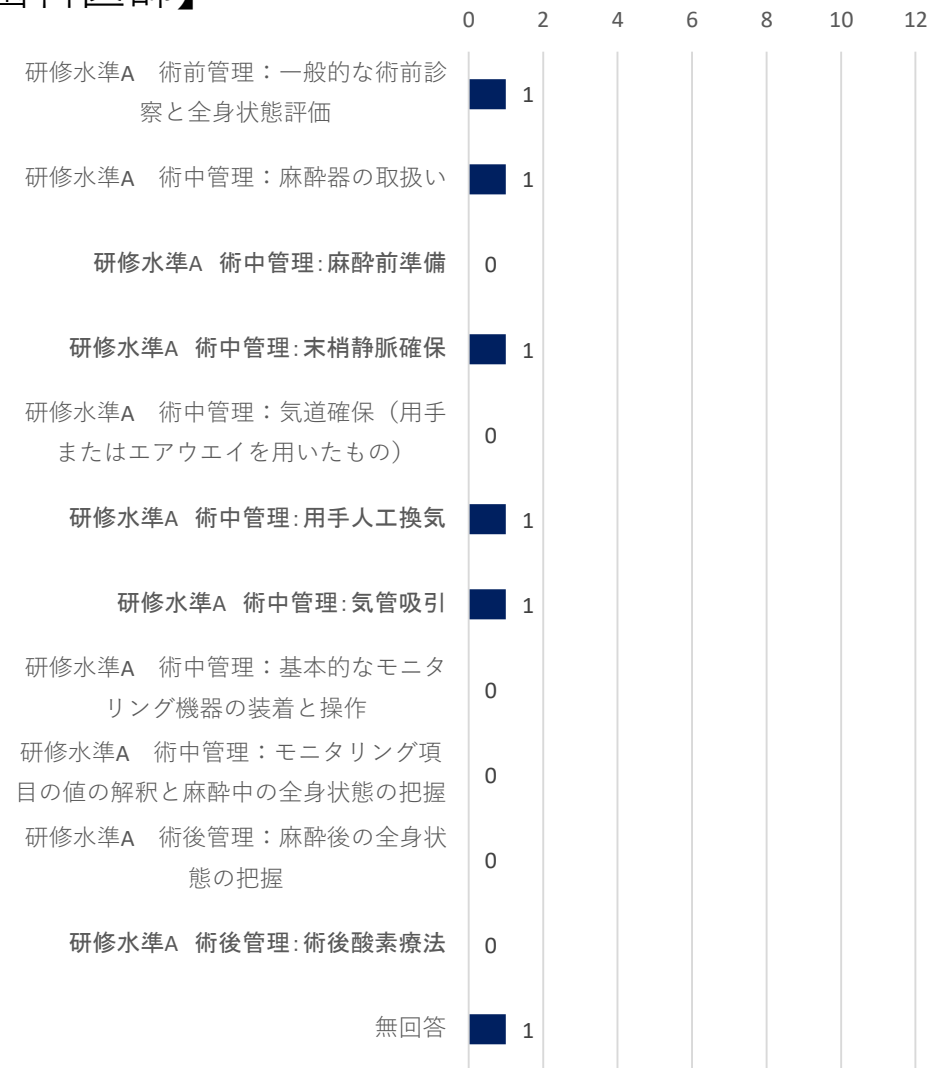 0 2 4 6 8 10 12
研修水準A 術前管理：一般的な術前診
察と全身状態評価
1
研修水準A 術中管理：麻酔器の取扱い
1
研修水準A 術中管理：麻酔前準備
0
研修水準A 術中管理：末梢静脈確保
1
研修水準A 術中管理：気道確保（用手
またはエアウエイを用いたもの）
0
研修水準A 術中管理：用手人工換気
1
研修水準A 術中管理：気管吸引
1
研修水準A 術中管理：基本的なモニタ
リング機器の装着と操作
0
研修水準A 術中管理：モニタリング項
目の値の解釈と麻酔中の全身状態の把握
0
研修水準A 術後管理：麻酔後の全身状
態の把握
0
研修水準A 術後管理：術後酸素療法
0
無回答
1